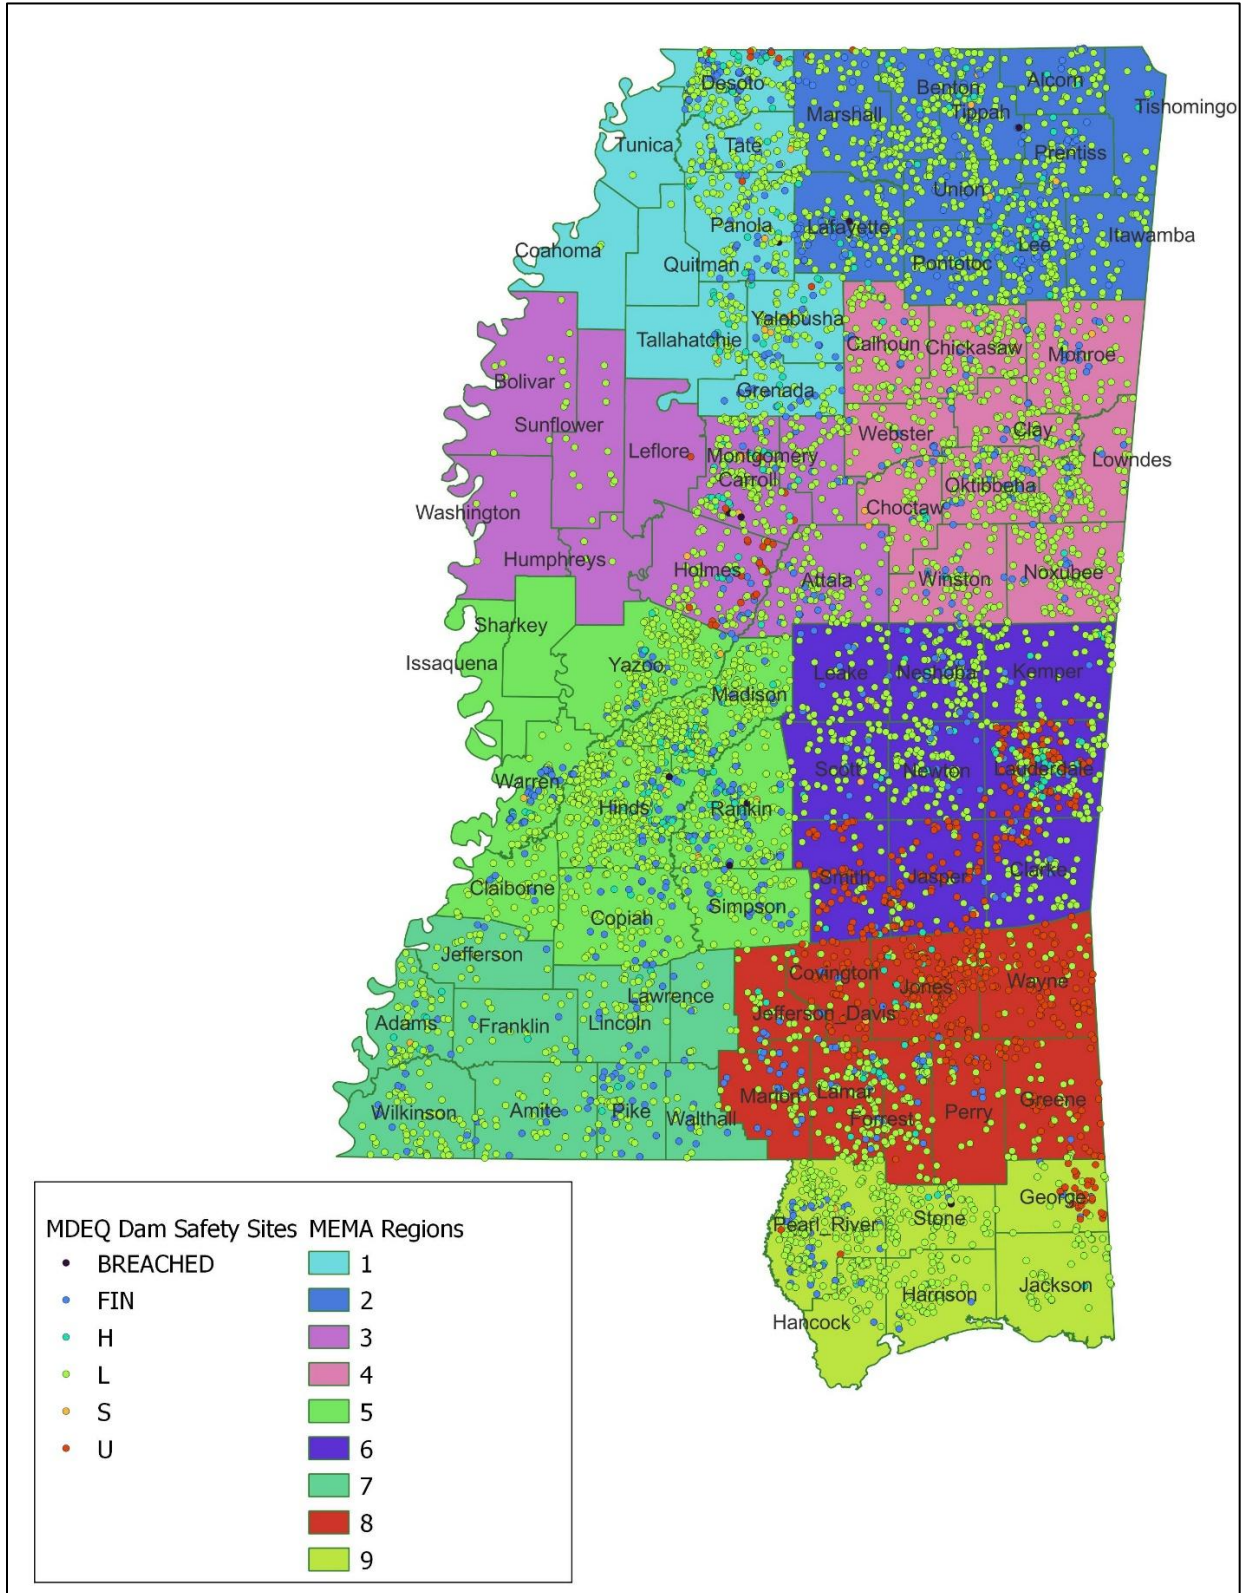 Desoto
Benton
Alcorn
Marshall
Tippah
Tishomingo
Tunica
Tate
Prentiss
Union
Panola
Lafayette
Lee
Itawamba
Coahoma
Quitman
Pontotoc
Yalobusha
Tallahatchie
Calhoun
Chickasaw
Monroe
Bolivar
Grenada
Sunflower
Webster
Clay
Leflore
Montgomery
Lowndes
Carroll
Oktibbeha
Washington
Choctaw
Humphreys
Holmes
Attala
Winston
Noxubee
Sharkey
Issaquena
Yazoo
Leake
Neshoba
Kemper
Madison
Warren
Scott
Newton
Lauderdale
Hinds
Rankin
Smith
Jasper
Clarke
Claiborne
Copiah
Simpson
Jefferson
Covington
Jones
Wayne
Lawrence
Jefferson_Davis
Adams
Franklin
Lincoln
Marion
Lamar
Greene
Wilkinson
Amite
Pike
Walthall
Forrest
Perry
George
Pearl_River
Stone
Harrison
Jackson
Hancock
MDEQ Dam Safety Sites
BREACHED
FIN
H
L
S
U
MEMA Regions
1
2
3
4
5
6
7
8
9